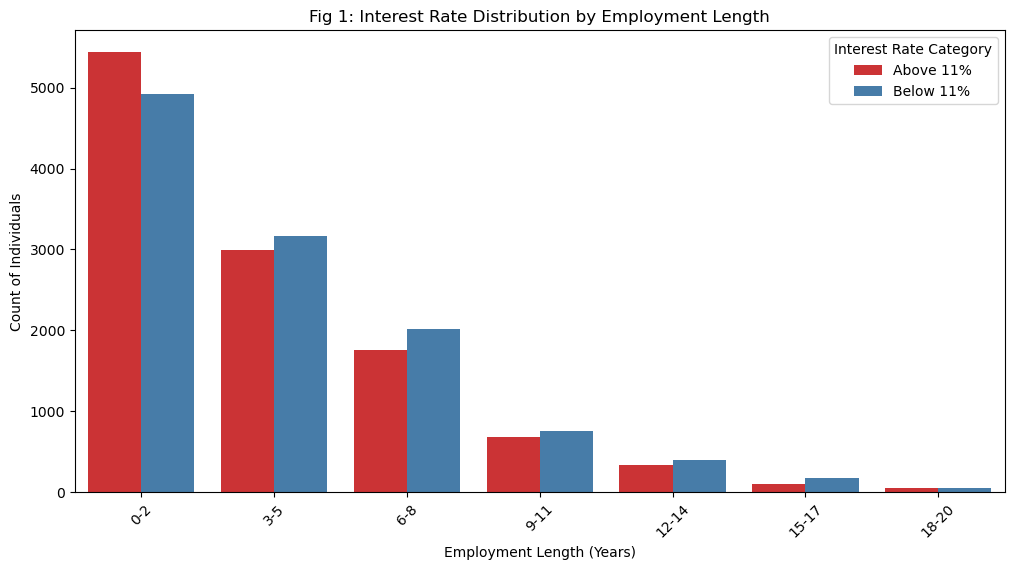 Fig 1: Interest Rate Distribution by Employment Length
Interest Rate Category
Above 11%
Below 11%
Count of Individuals
5000
4000
3000
2000
1000
0
0-2
3-5
6-8
9-11
12-14
15-17
18-20
Employment Length (Years)